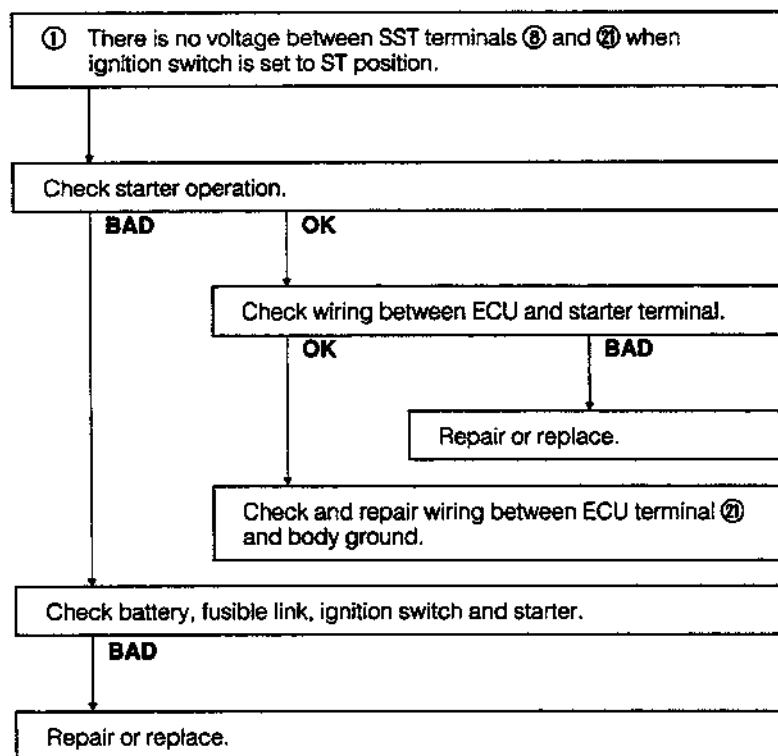 ① There is no voltage between SST terminals ⑧ and ㉑ when
ignition switch is set to ST position.
Check starter operation.
BAD OK
Check wiring between ECU and starter terminal.
OK BAD
Repair or replace.
Check and repair wiring between ECU terminal ㉑
and body ground.
Check battery, fusible link, ignition switch and starter.
BAD
Repair or replace.